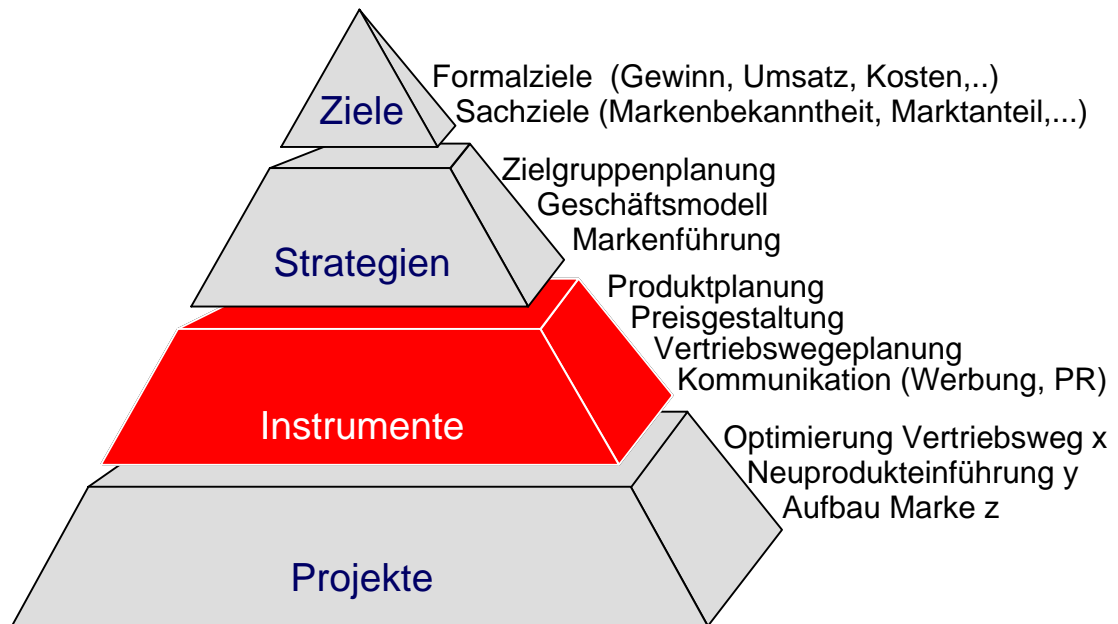 Ziele
Formalziele (Gewinn, Umsatz, Kosten,..)
Sachziele (Markenbekanntheit, Marktanteil,...)
Strategien
Zielgruppenplanung
Geschäftsmodell
Markenführung
Instrumente
Produktplanung
Preisgestaltung
Vertriebswegeplanung
Kommunikation (Werbung, PR)
Projekte
Optimierung Vertriebsweg x
Neuprodukteinführung y
Aufbau Marke z